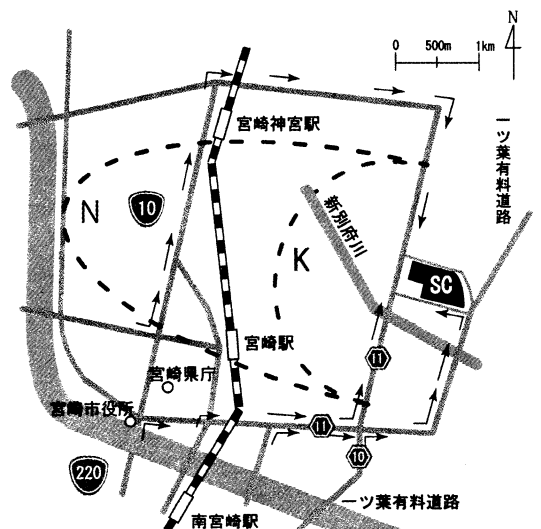 N
0 500m 1km
宮崎神宮駅
一ツ葉有料道路
N
10
新別府川
K
SC
宮崎駅
11
宮崎県庁
宮崎市役所
11
10
220
一ツ葉有料道路
南宮崎駅